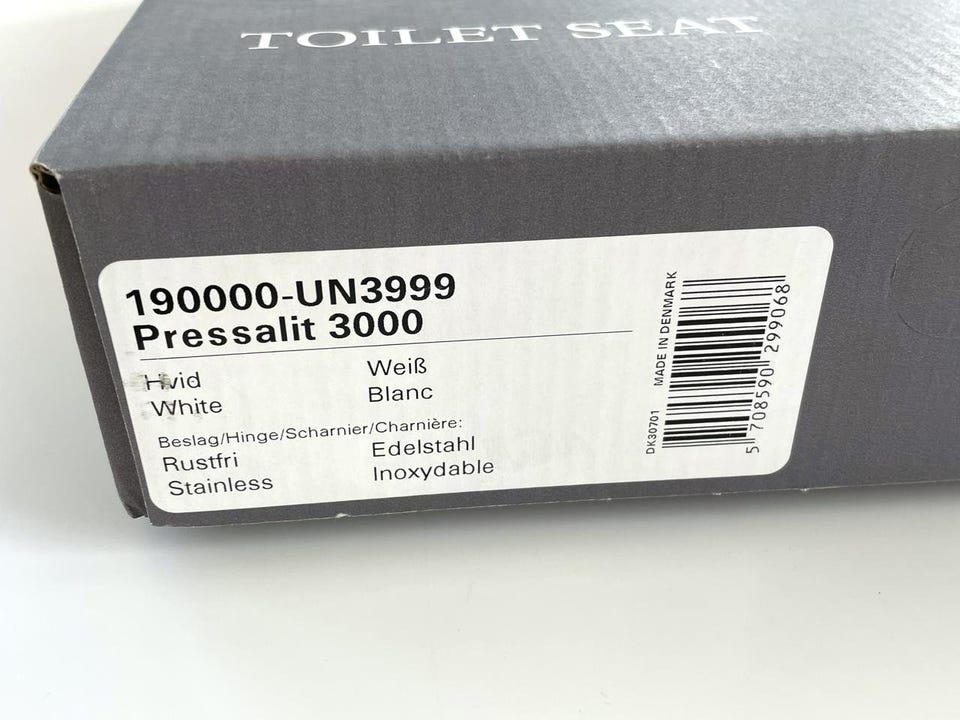 TOILET SEAT
190000-UN3999
Pressalit 3000
Hvid Weiß
White Blanc
Beslag/Hinge/Scharnier/Charnière:
Rustfri Edelstahl
Stainless Inoxydable
DK30701 MADE IN DENMARK
5 708590 299068